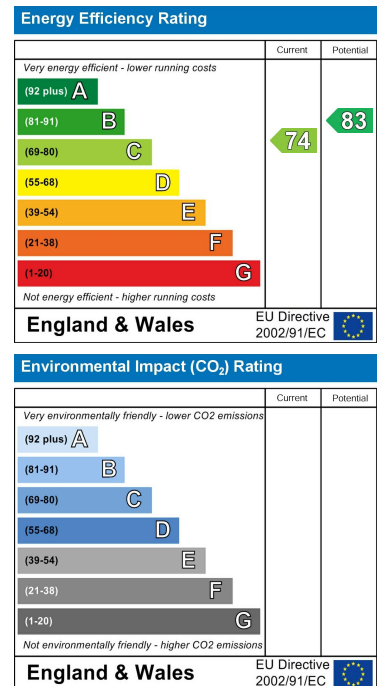 Energy Efficiency Rating
Current Potential
Very energy efficient - lower running costs
(92 plus) A
(81-91) B
(69-80) C
(55-68) D
(39-54) E
(21-38) F
(1-20) G
74
83
Not energy efficient - higher running costs
England & Wales
EU Directive
2002/91/EC
Environmental Impact (CO₂) Rating
Current Potential
Very environmentally friendly - lower CO2 emissions
(92 plus) A
(81-91) B
(69-80) C
(55-68) D
(39-54) E
(21-38) F
(1-20) G
Not environmentally friendly - higher CO2 emissions
England & Wales
EU Directive
2002/91/EC